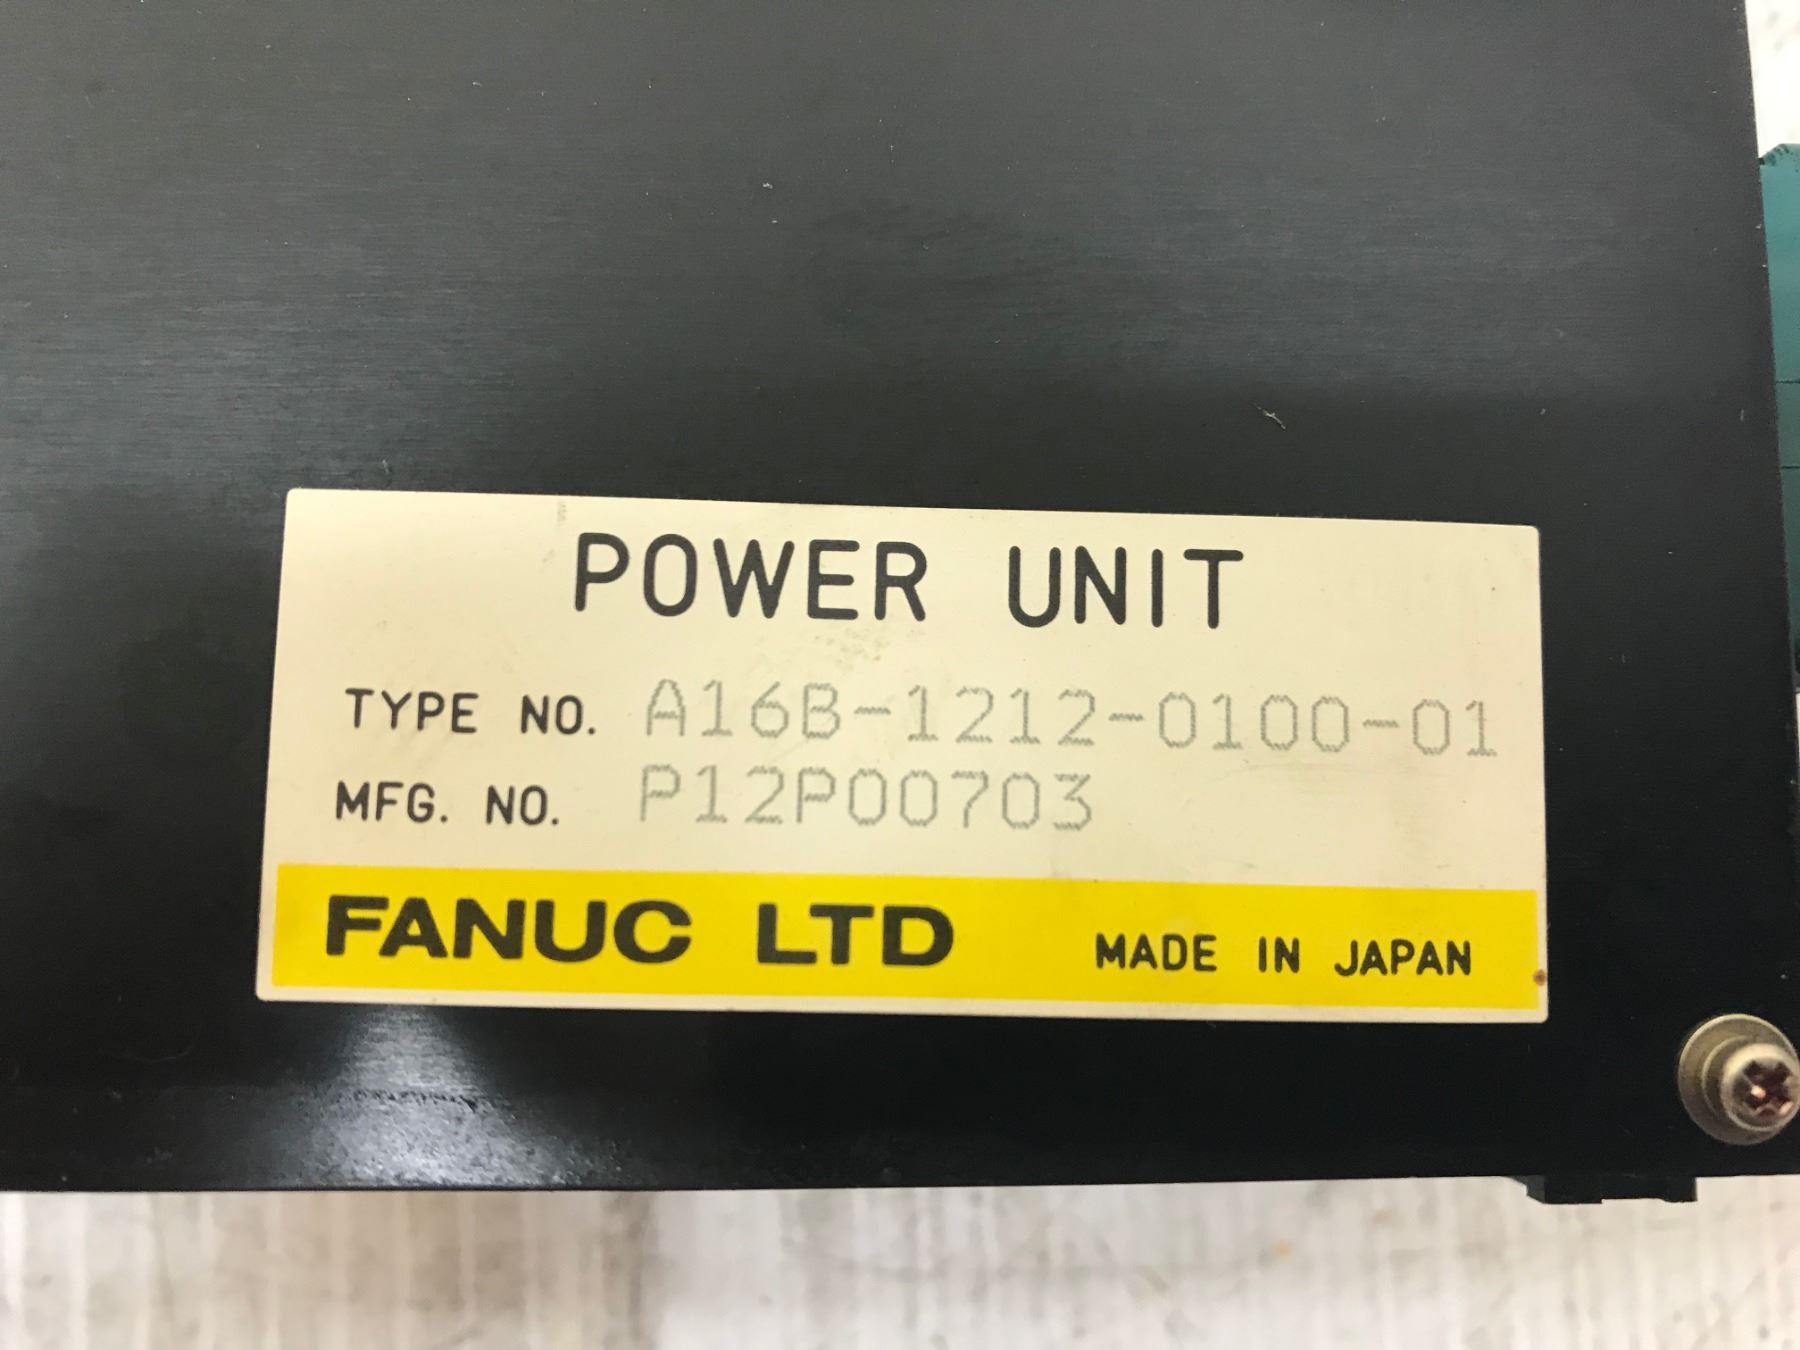 POWER UNIT
TYPE NO. A16B-1212-0100-01
MFG. NO. P12P00703
FANUC LTD MADE IN JAPAN